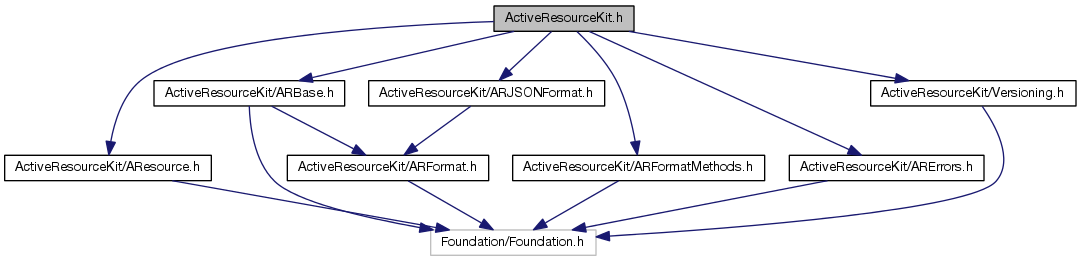 ActiveResourceKit.h
ActiveResourceKit/ARBase.h
ActiveResourceKit/ARJSONFormat.h
ActiveResourceKit/Versioning.h
ActiveResourceKit/AResource.h
ActiveResourceKit/ARFormat.h
ActiveResourceKit/ARFormatMethods.h
ActiveResourceKit/ARErrors.h
Foundation/Foundation.h